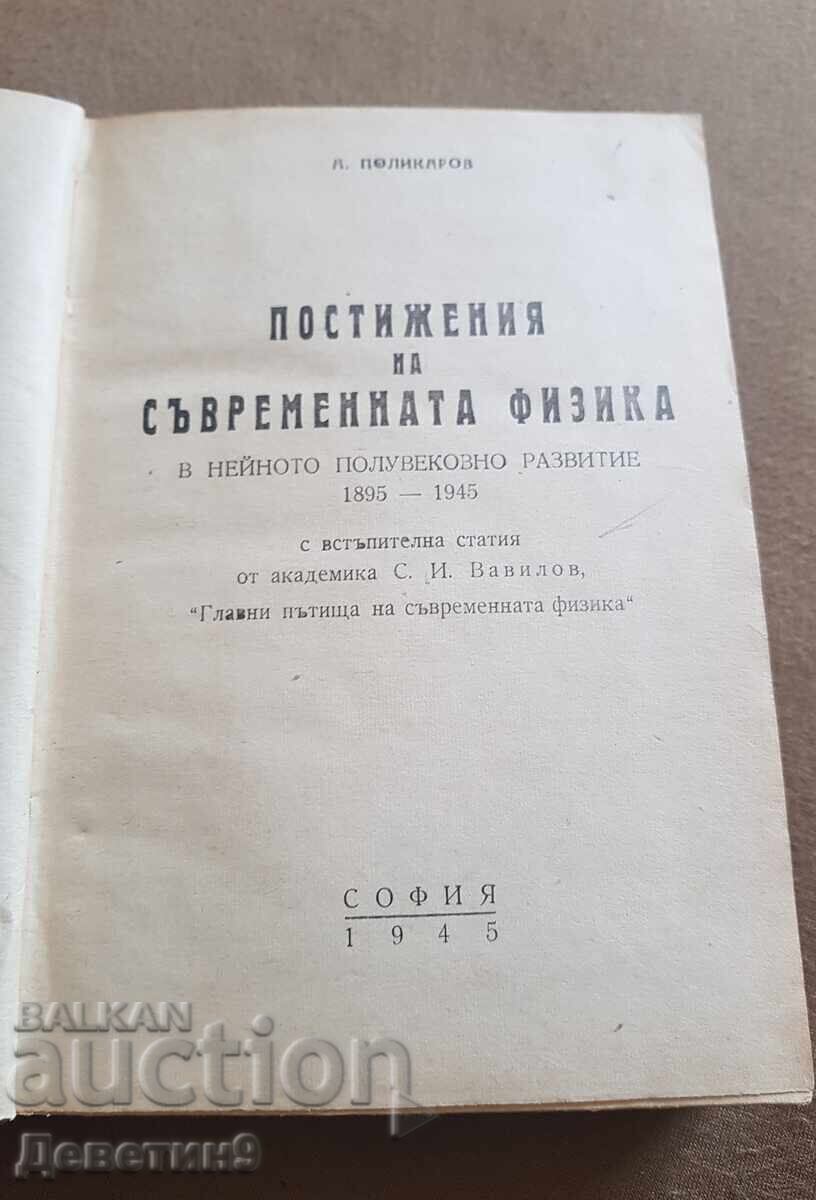 А. ПОЛИКАРОВ
ПОСТИЖЕНИЯ
НА
СЪВРЕМЕННАТА ФИЗИКА
В НЕЙНОТО ПОЛУВЕКОВНО РАЗВИТИЕ
1895 — 1945
с встъпителна статия
от академика С. И. Вавилов,
"Главни пътища на съвременната физика"
СОФИЯ
1945
BALKAN
auction
Деветин9